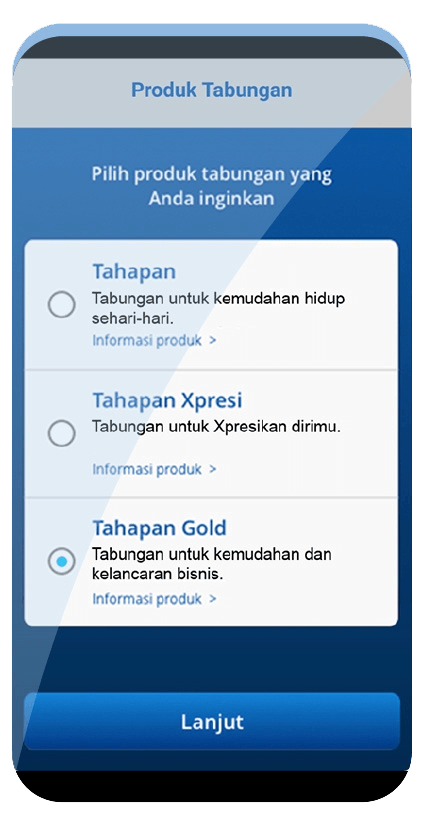 Produk Tabungan
Pilih produk tabungan yang
Anda inginkan
Tahapan
Tabungan untuk kemudahan hidup
sehari-hari.
Informasi produk >
Tahapan Xpresi
Tabungan untuk Xpresikan dirimu.
Informasi produk >
Tahapan Gold
Tabungan untuk kemudahan dan
kelancaran bisnis.
Informasi produk >
Lanjut